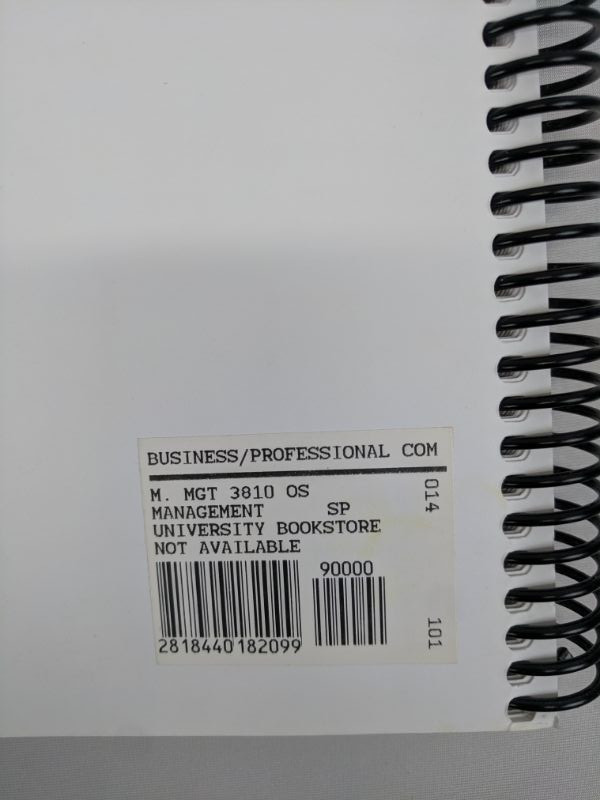 BUSINESS/PROFESSIONAL COM
M. MGT 3810 OS
MANAGEMENT SP
UNIVERSITY BOOKSTORE
NOT AVAILABLE
014
90000
2818440182099
101